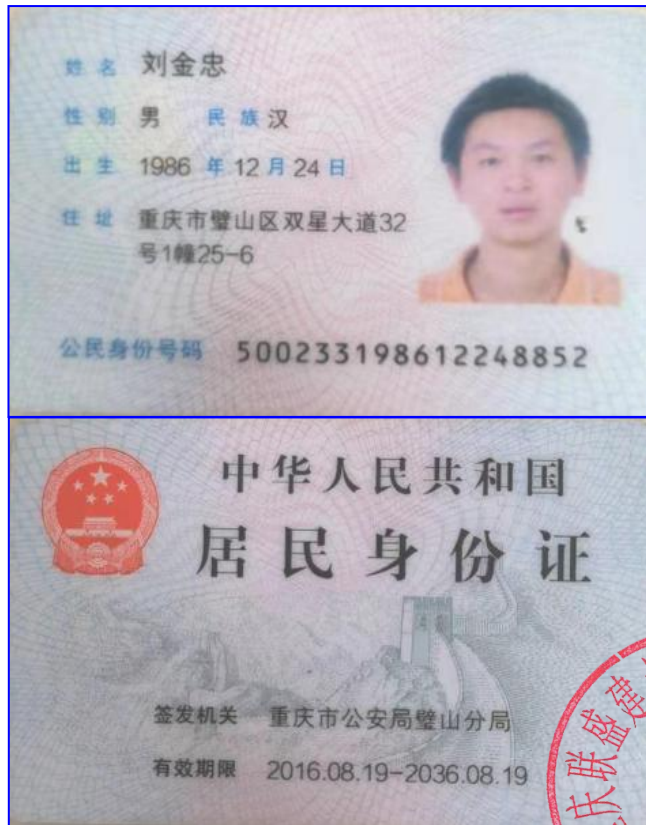 姓名 刘金忠
性别 男 民族 汉
出生 1986 年 12 月 24 日
住址 重庆市璧山区双星大道32
号1幢25-6
公民身份号码 500233198612248852
中华人民共和国
居民身份证
签发机关 重庆市公安局璧山分局
有效期限 2016.08.19-2036.08.19
庆联盛建